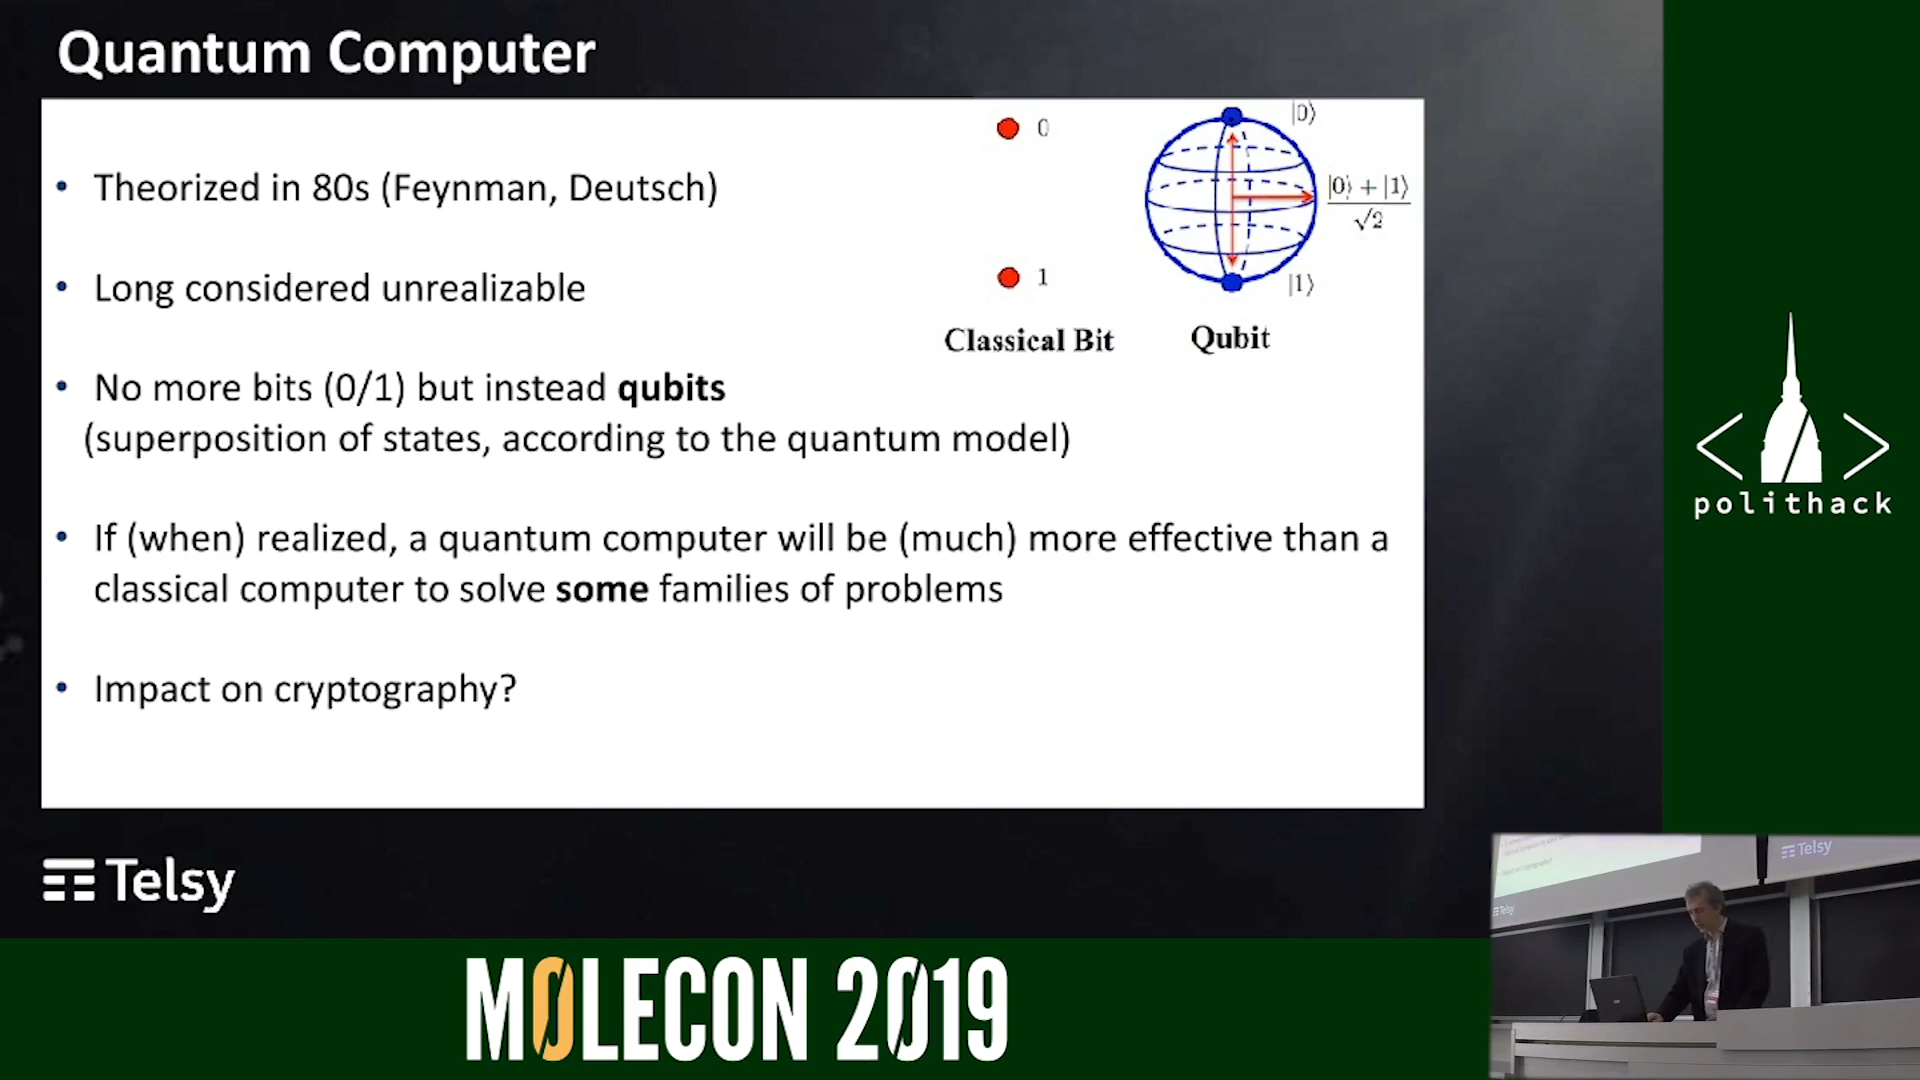 Quantum Computer
0
|0⟩
• Theorized in 80s (Feynman, Deutsch)
|0⟩ + |1⟩
√2
• Long considered unrealizable
1
|1⟩
Classical Bit
Qubit
• No more bits (0/1) but instead qubits
(superposition of states, according to the quantum model)
• If (when) realized, a quantum computer will be (much) more effective than a
classical computer to solve some families of problems
• Impact on cryptography?
< >
polithack
Telsy
Telsy
Telsy
MOLECON 2019